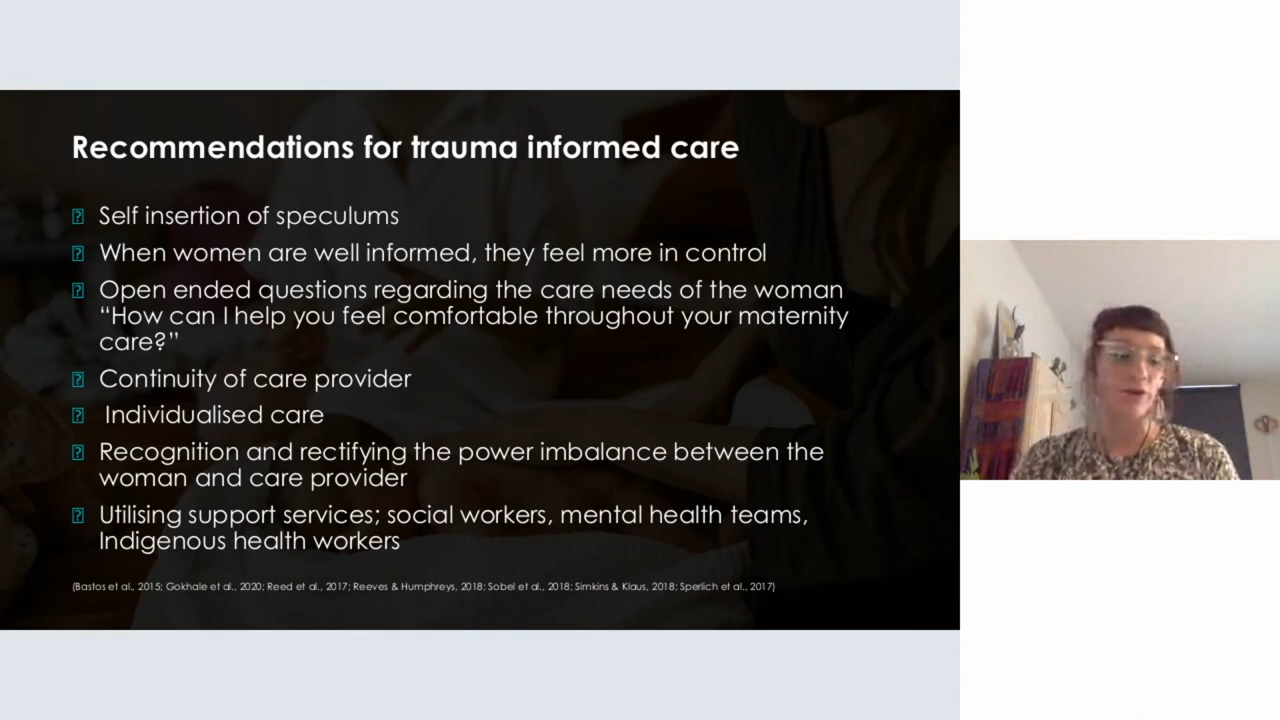 Recommendations for trauma informed care
Self insertion of speculums
When women are well informed, they feel more in control
Open ended questions regarding the care needs of the woman
“How can I help you feel comfortable throughout your maternity
care?”
Continuity of care provider
Individualised care
Recognition and rectifying the power imbalance between the
woman and care provider
Utilising support services; social workers, mental health teams,
Indigenous health workers
(Bastos et al., 2015; Gokhale et al., 2020; Reed et al., 2017; Reeves & Humphreys, 2018; Sobel et al., 2018; Simkins & Klaus, 2018; Sperlich et al., 2017)